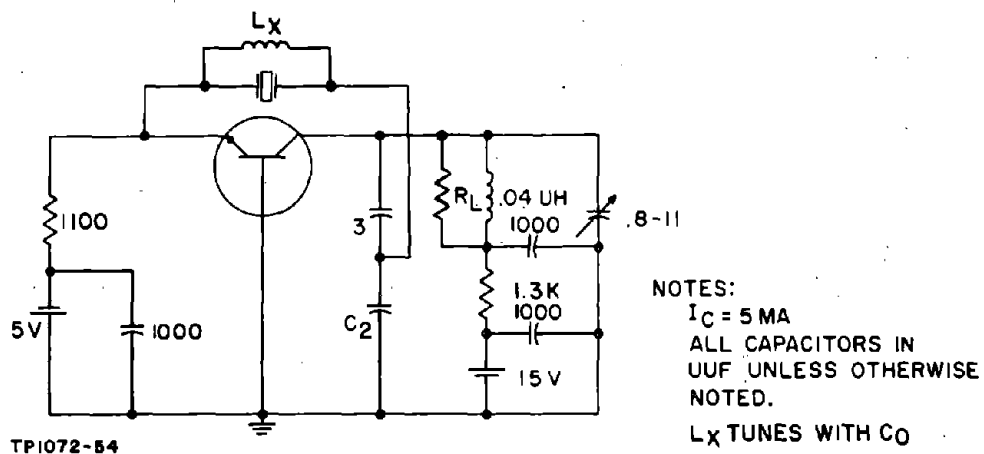 LX
1100
5V
1000
3
C2
RL
.04 UH
1000
.8-11
1.3K
1000
15 V
NOTES:
IC = 5 MA
ALL CAPACITORS IN
UUF UNLESS OTHERWISE
NOTED.
LX TUNES WITH CO
TP1072-54